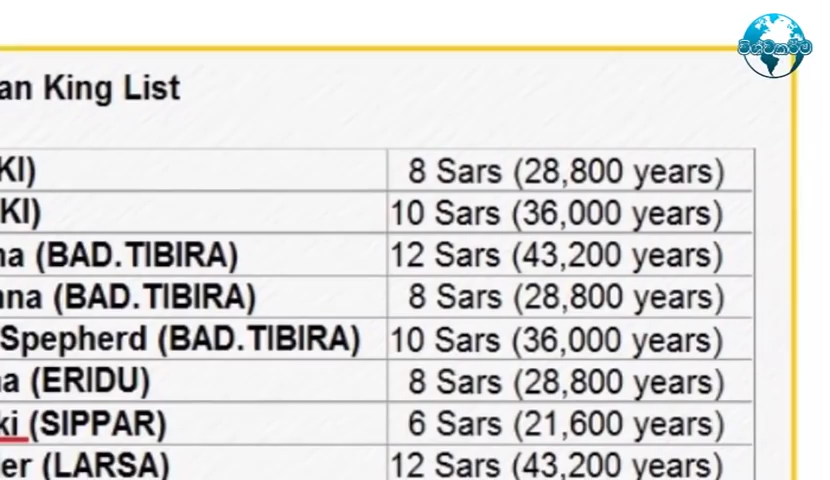 විශ්වකර්ම
an King List
KI) 8 Sars (28,800 years)
KI) 10 Sars (36,000 years)
na (BAD.TIBIRA) 12 Sars (43,200 years)
nna (BAD.TIBIRA) 8 Sars (28,800 years)
Spepherd (BAD.TIBIRA) 10 Sars (36,000 years)
na (ERIDU) 8 Sars (28,800 years)
ki (SIPPAR) 6 Sars (21,600 years)
er (LARSA) 12 Sars (43,200 years)